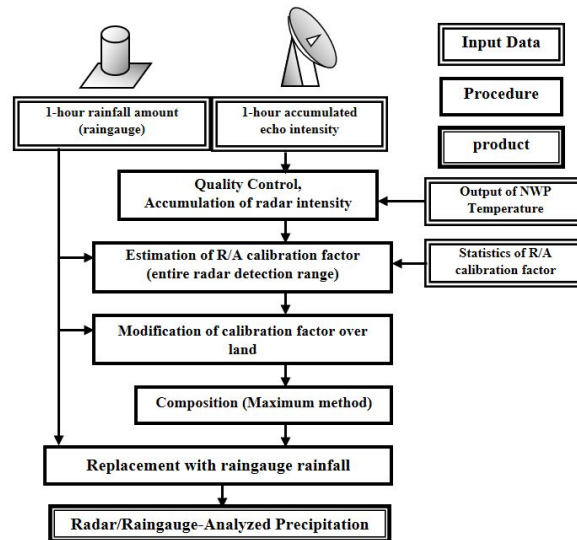 Input Data
Procedure
product
1-hour rainfall amount
(raingauge)
1-hour accumulated
echo intensity
Quality Control,
Accumulation of radar intensity
Output of NWP
Temperature
Estimation of R/A calibration factor
(entire radar detection range)
Statistics of R/A
calibration factor
Modification of calibration factor over
land
Composition (Maximum method)
Replacement with raingauge rainfall
Radar/Raingauge-Analyzed Precipitation